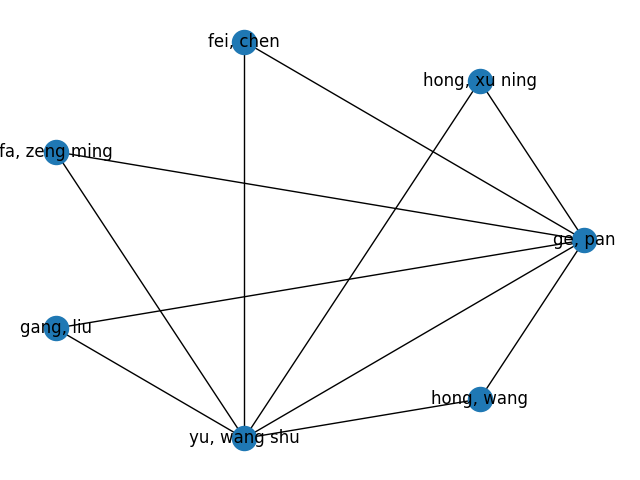 fei, chen
hong, xu ning
fa, zeng ming
ge, pan
gang, liu
hong, wang
yu, wang shu